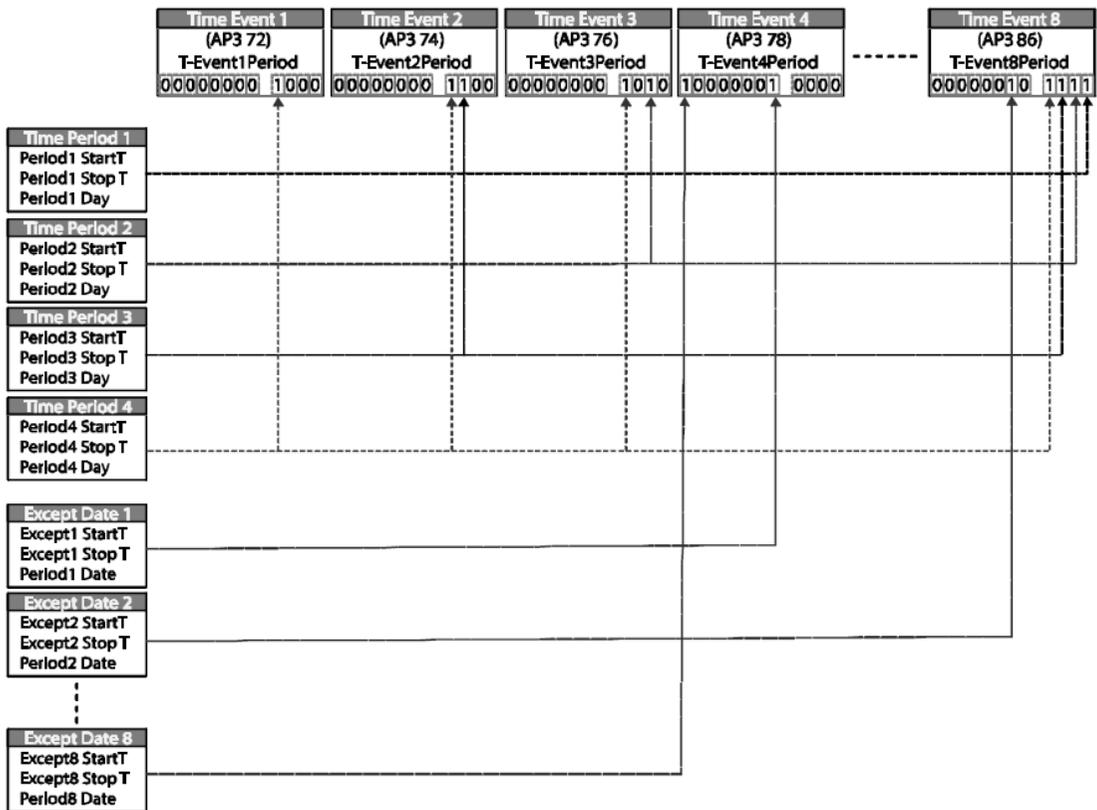 Time Event 1
(AP3 72)
T-Event1Period
00000000 1000
Time Event 2
(AP3 74)
T-Event2Period
00000000 1100
Time Event 3
(AP3 76)
T-Event3Period
00000000 1010
Time Event 4
(AP3 78)
T-Event4Period
10000001 0000
Time Event 8
(AP3 86)
T-Event8Period
00000010 1111
Time Period 1
Period1 StartT
Period1 Stop T
Period1 Day
Time Period 2
Period2 StartT
Period2 Stop T
Period2 Day
Time Period 3
Period3 StartT
Period3 Stop T
Period3 Day
Time Period 4
Period4 StartT
Period4 Stop T
Period4 Day
Except Date 1
Except1 StartT
Except1 Stop T
Period1 Date
Except Date 2
Except2 StartT
Except2 Stop T
Period2 Date
Except Date 8
Except8 StartT
Except8 Stop T
Period8 Date